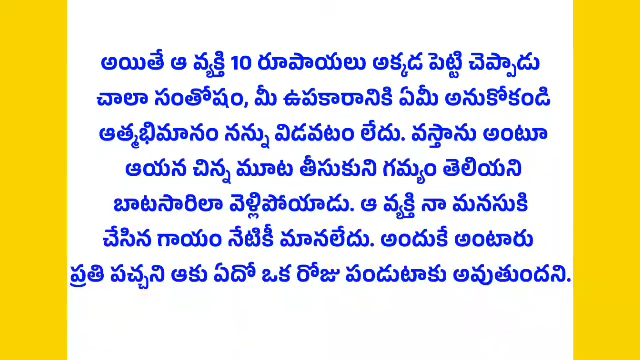 అయితే ఆ వ్యక్తి 10 రూపాయలు అక్కడ పెట్టి చెప్పాడు
చాలా సంతోషం, మీ ఉపకారానికి ఏమీ అనుకోకండి
ఆత్మభిమానం నన్ను విడవటం లేదు. వస్తాను అంటూ
ఆయన చిన్న మూట తీసుకుని గమ్యం తెలియని
బాటసారిలా వెళ్లిపోయాడు. ఆ వ్యక్తి నా మనసుకి
చేసిన గాయం నేటికీ మానలేదు. అందుకే అంటారు
ప్రతి పచ్చని ఆకు ఏదో ఒక రోజు పండుటాకు అవుతుందని.